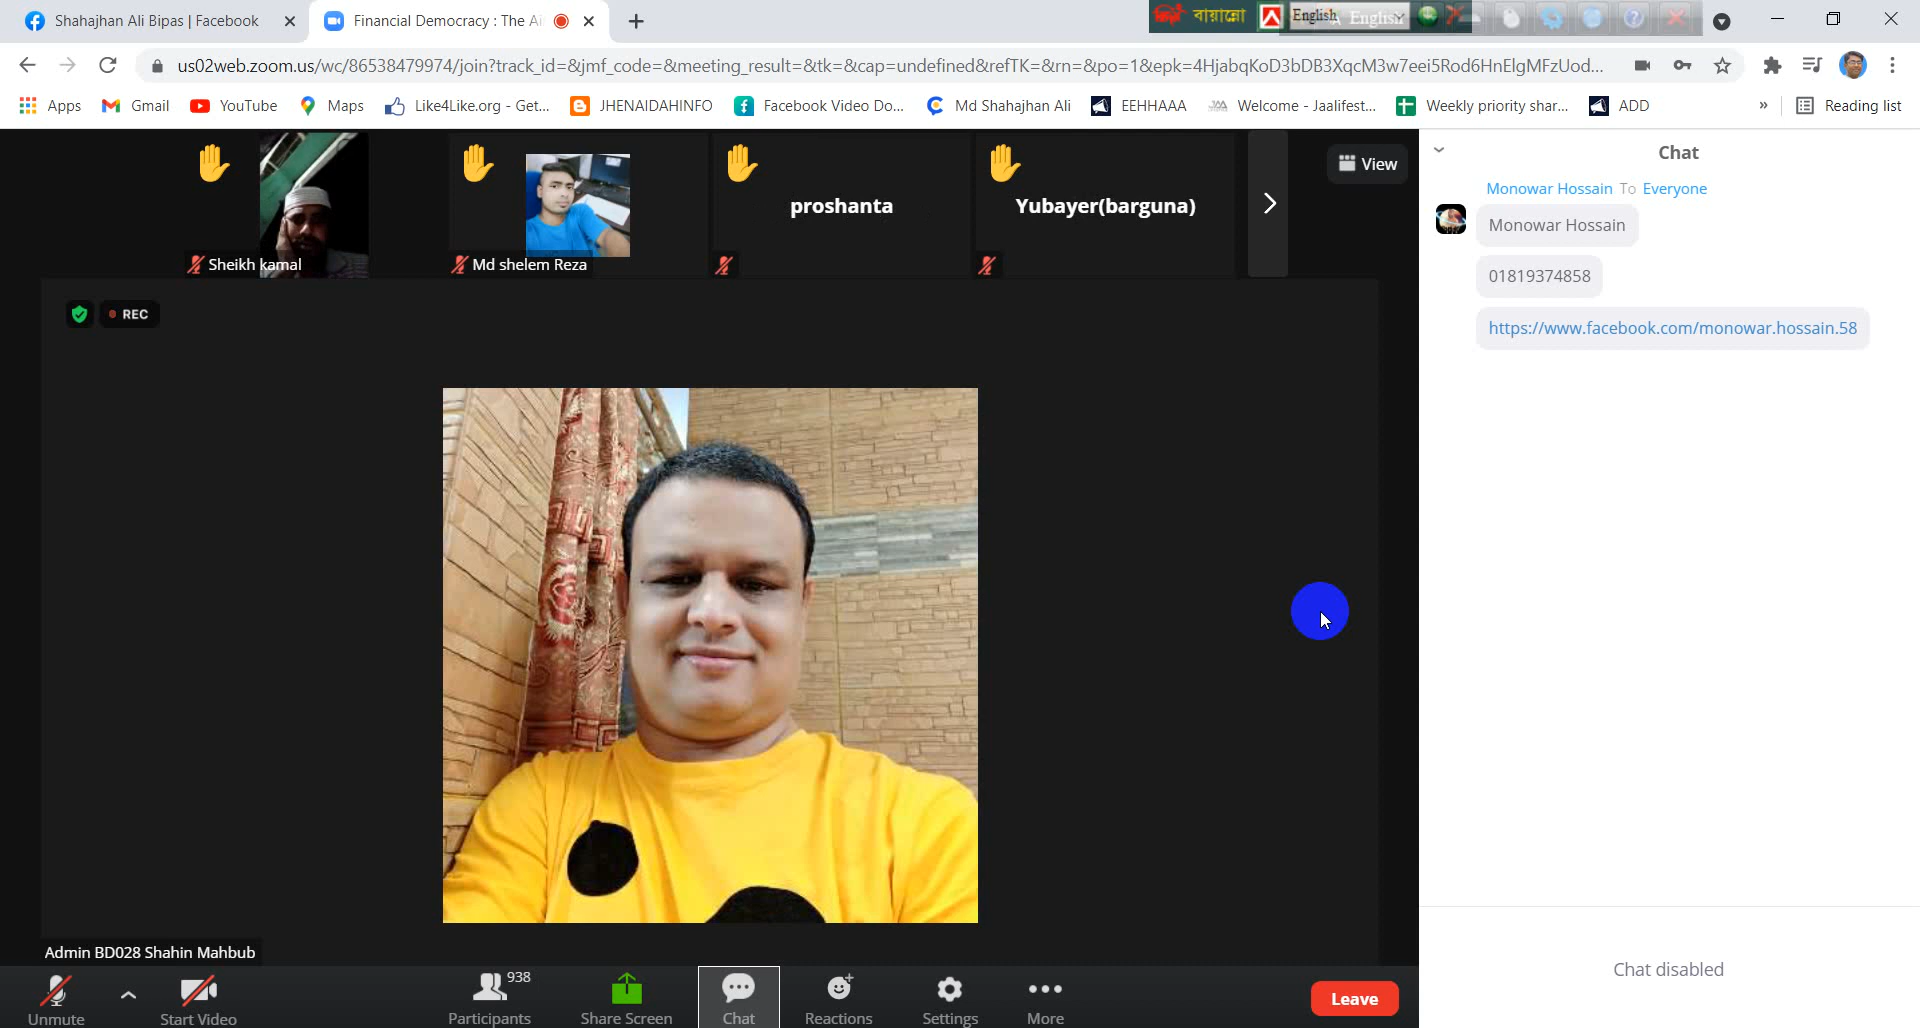 Shahajhan Ali Bipas | Facebook
Financial Democracy : The Ai
বায়ান্নো
English
English
us02web.zoom.us/wc/86538479974/join?track_id=&jmf_code=&meeting_result=&tk=&cap=undefined&refTK=&rn=&po=1&epk=4HjabqKoD3bDB3XqcM3w7eei5Rod6HnElgMFzUod...
Apps
Gmail
YouTube
Maps
Like4Like.org - Get...
JHENAIDAHINFO
Facebook Video Do...
Md Shahajhan Ali
EEHHAAA
Welcome - Jaalifest...
Weekly priority shar...
ADD
»
Reading list
Sheikh kamal
Md shelem Reza
proshanta
Yubayer(barguna)
View
REC
Admin BD028 Shahin Mahbub
Chat
Monowar Hossain To Everyone
Monowar Hossain
01819374858
https://www.facebook.com/monowar.hossain.58
Chat disabled
Unmute
Start Video
938
Participants
Share Screen
Chat
Reactions
Settings
More
Leave